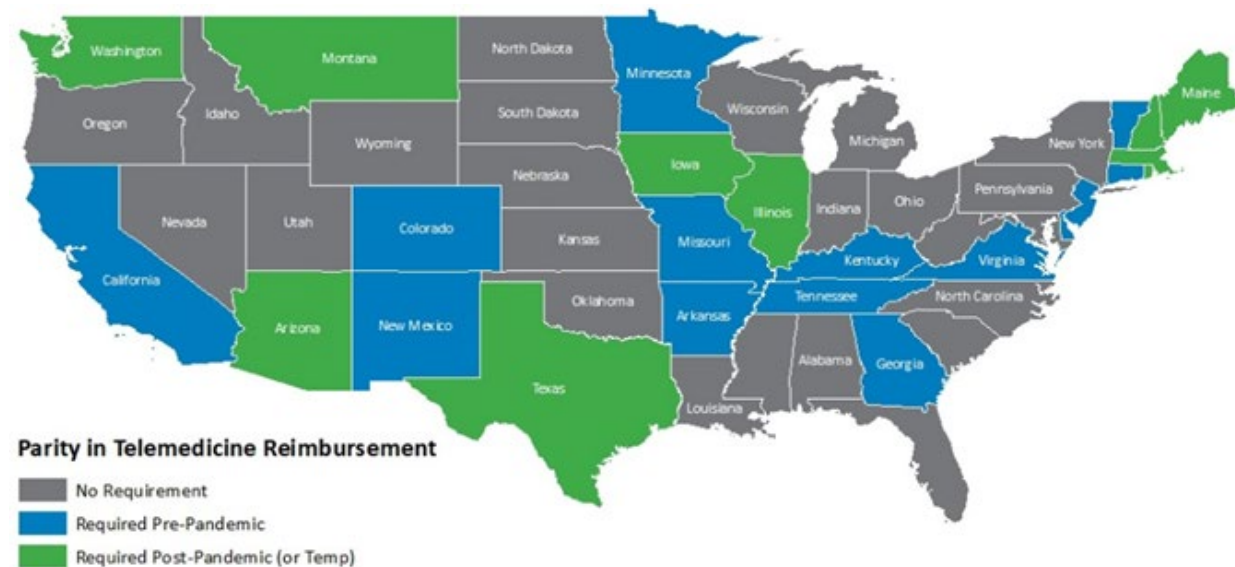 Washington
Montana
North Dakota
Minnesota
Maine
Oregon
Idaho
South Dakota
Wisconsin
Michigan
New York
Wyoming
Iowa
Nebraska
Pennsylvania
Nevada
Utah
Colorado
Kansas
Missouri
Illinois
Indiana
Ohio
Kentucky
Virginia
California
Arizona
New Mexico
Oklahoma
Arkansas
Tennessee
North Carolina
Texas
Louisiana
Alabama
Georgia
Parity in Telemedicine Reimbursement
No Requirement
Required Pre-Pandemic
Required Post-Pandemic (or Temp)